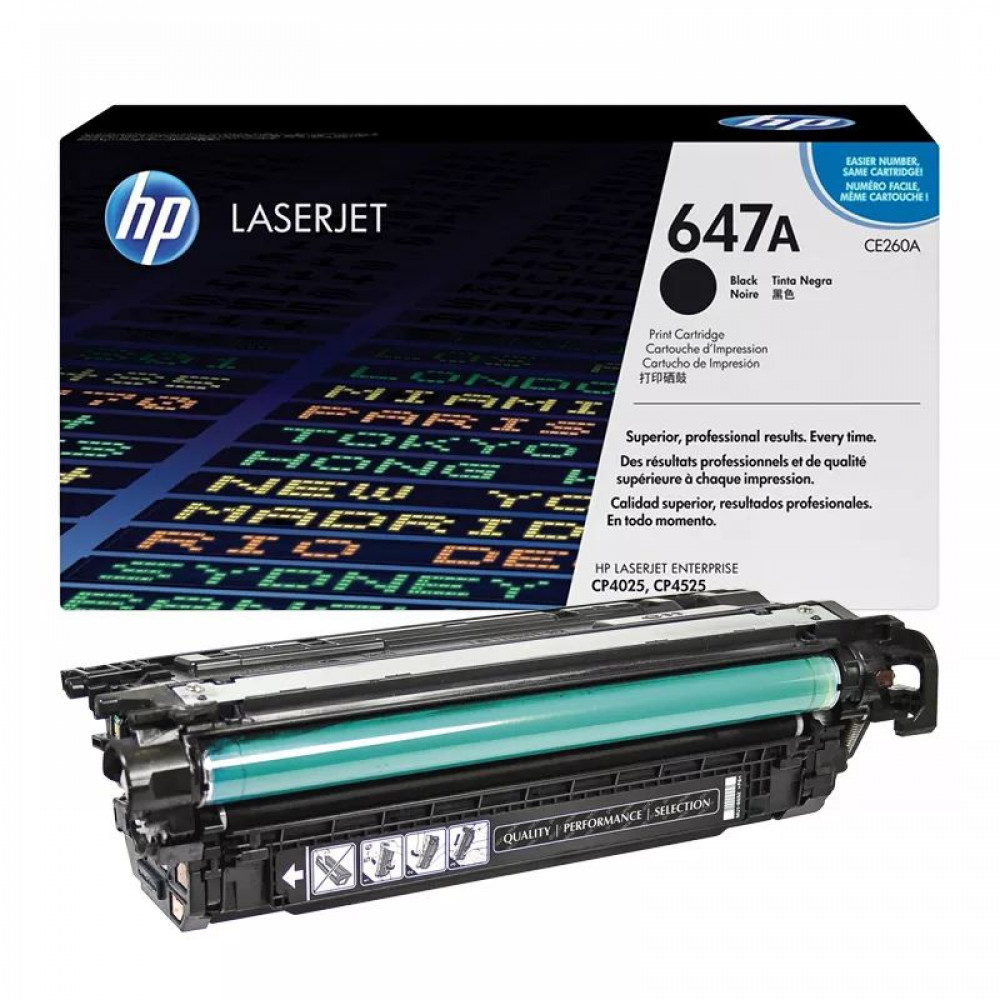 hp
hp
LASERJET
EASIER NUMBER,
SAME CARTRIDGE!
NUMÉRO FACILE,
MÊME CARTOUCHE !
647A
CE260A
Black Tinta Negra
Noire 黑色
Print Cartridge
Cartouche d'Impression
Cartucho de Impresión
打印硒鼓
LONDO
MIAMI
PARIS
TOKYO
HONG
NEW YO
MADRID
RIO DE
SYDNEY
Superior, professional results. Every time.
Des résultats professionnels et de qualité
supérieure à chaque impression.
Calidad superior, resultados profesionales.
En todo momento.
HP LASERJET ENTERPRISE
CP4025, CP4525
QUALITY | PERFORMANCE | SELECTION